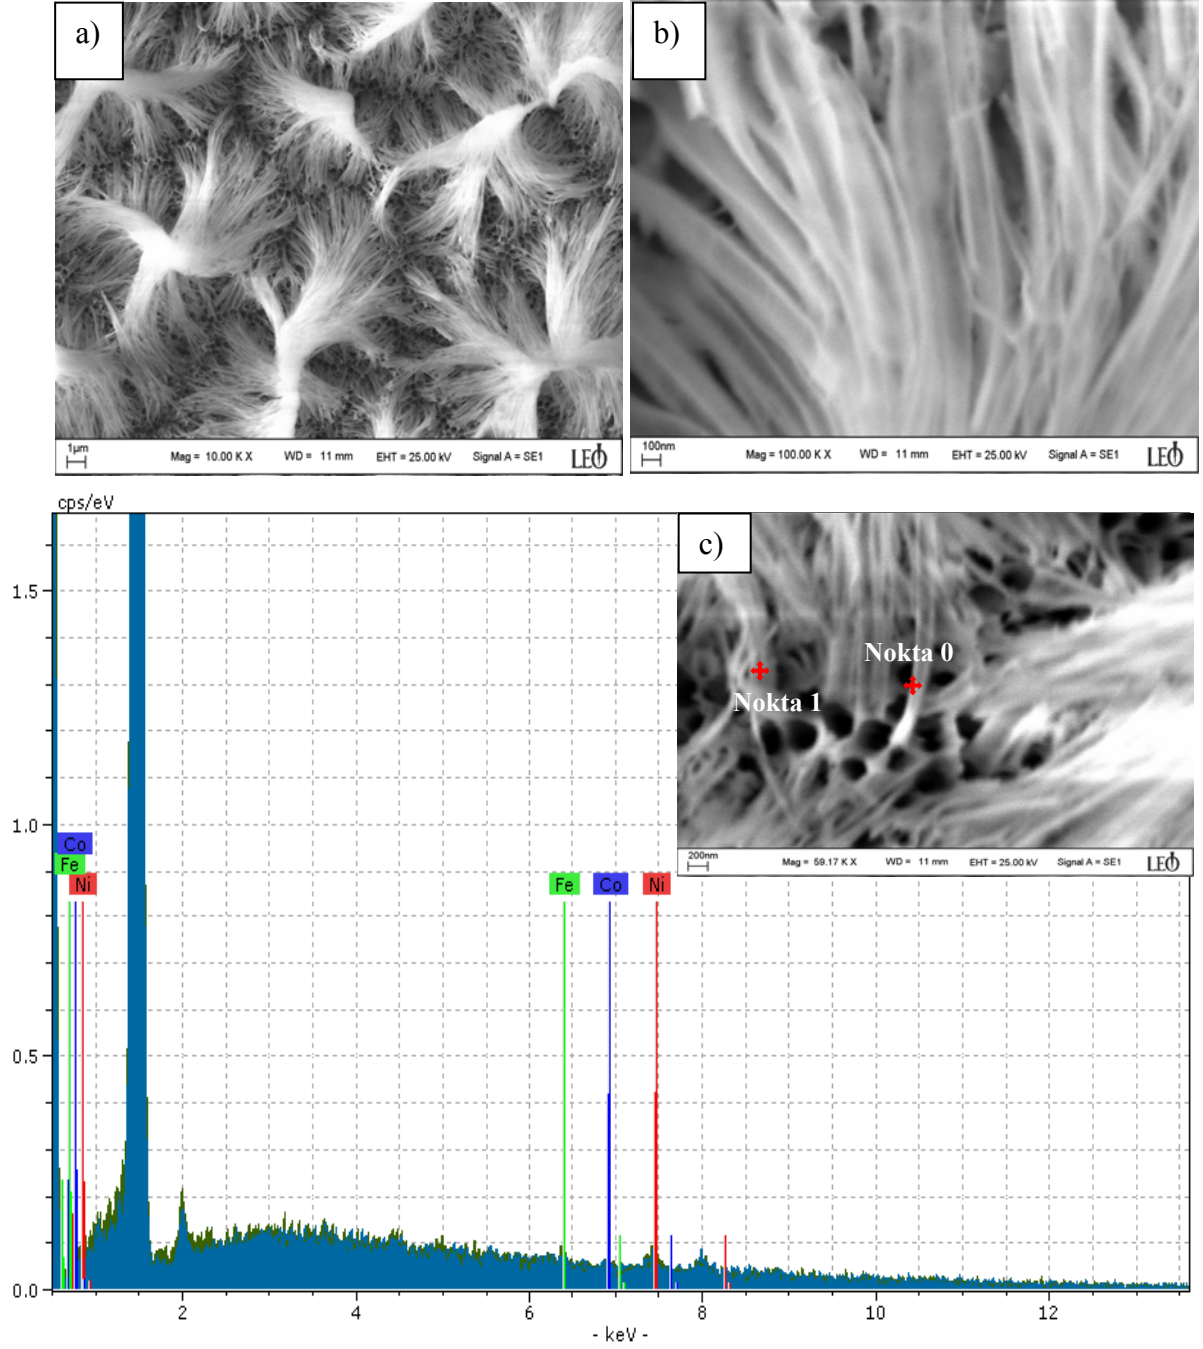 a)
b)
1µm
Mag = 10.00 K X WD = 11 mm EHT = 25.00 kV Signal A = SE1 LEO
100nm
Mag = 100.00 K X WD = 11 mm EHT = 25.00 kV Signal A = SE1 LEO
cps/eV
c)
Nokta 0
Nokta 1
200nm
Mag = 59.17 K X WD = 11 mm EHT = 25.00 kV Signal A = SE1 LEO
1.5
1.0
Co
Fe
Ni
Fe Co Ni
0.5
0.0
2 4 6 8 10 12
- keV -